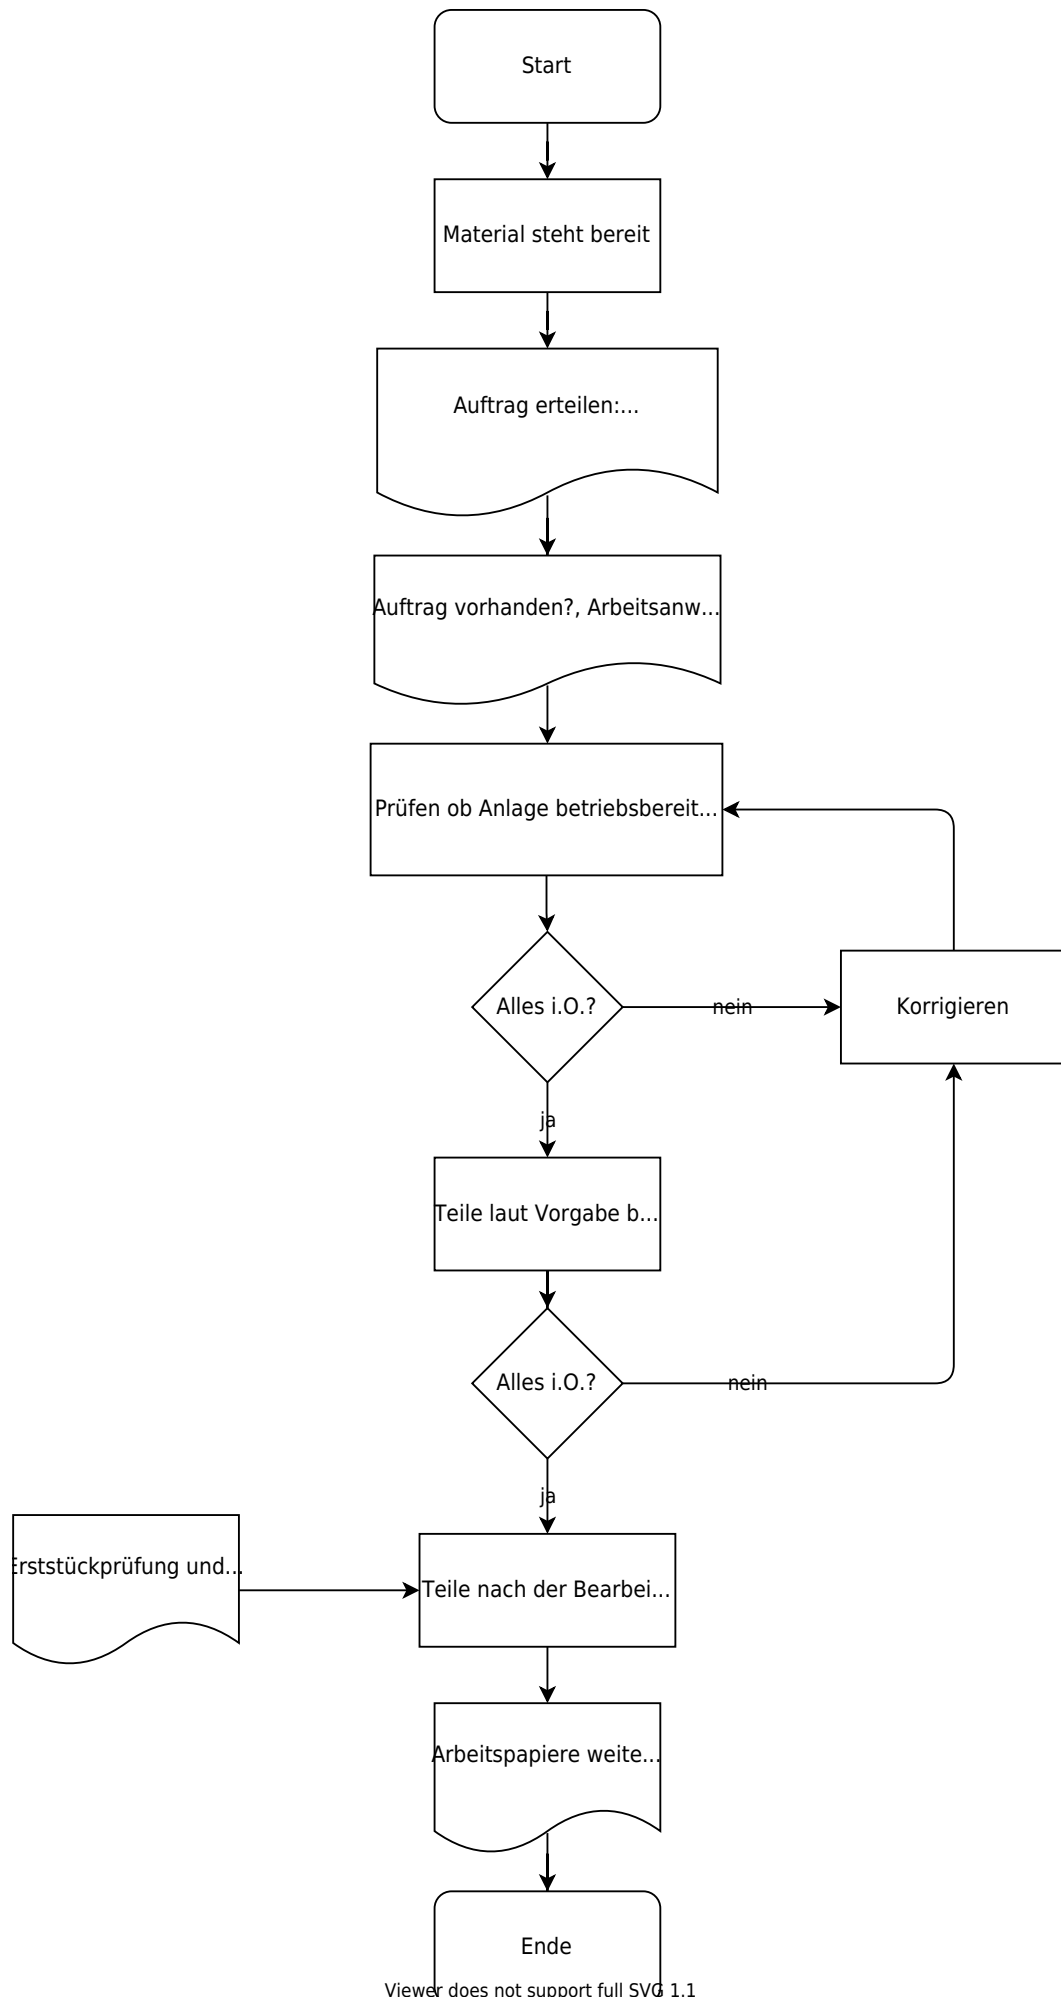 Start
Material steht bereit
Auftrag erteilen:...
Auftrag vorhanden?, Arbeitsanw...
Prüfen ob Anlage betriebsbereit...
Alles i.O.?
nein
Korrigieren
ja
Teile laut Vorgabe b...
Alles i.O.?
nein
ja
Erststückprüfung und...
Teile nach der Bearbei...
Arbeitspapiere weite...
Ende
Viewer does not support full SVG 1.1